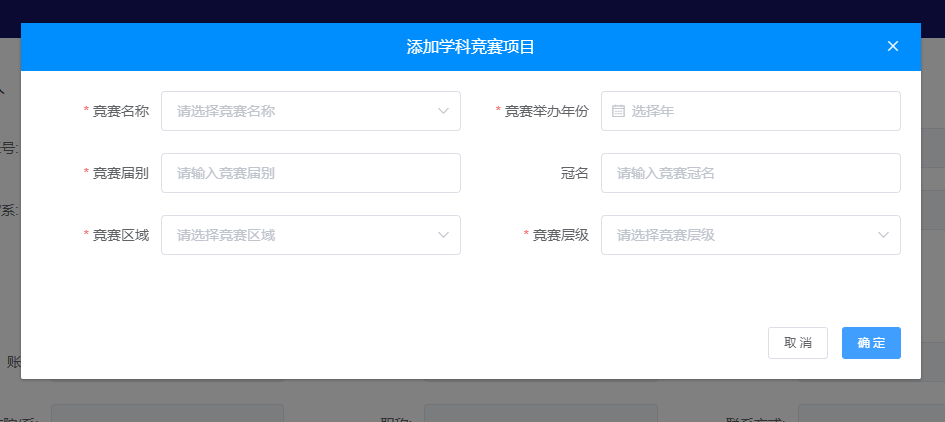 添加学科竞赛项目
* 竞赛名称 请选择竞赛名称 * 竞赛举办年份 选择年
* 竞赛届别 请输入竞赛届别 冠名 请输入竞赛冠名
* 竞赛区域 请选择竞赛区域 * 竞赛层级 请选择竞赛层级
取消 确定
号:
系:
账